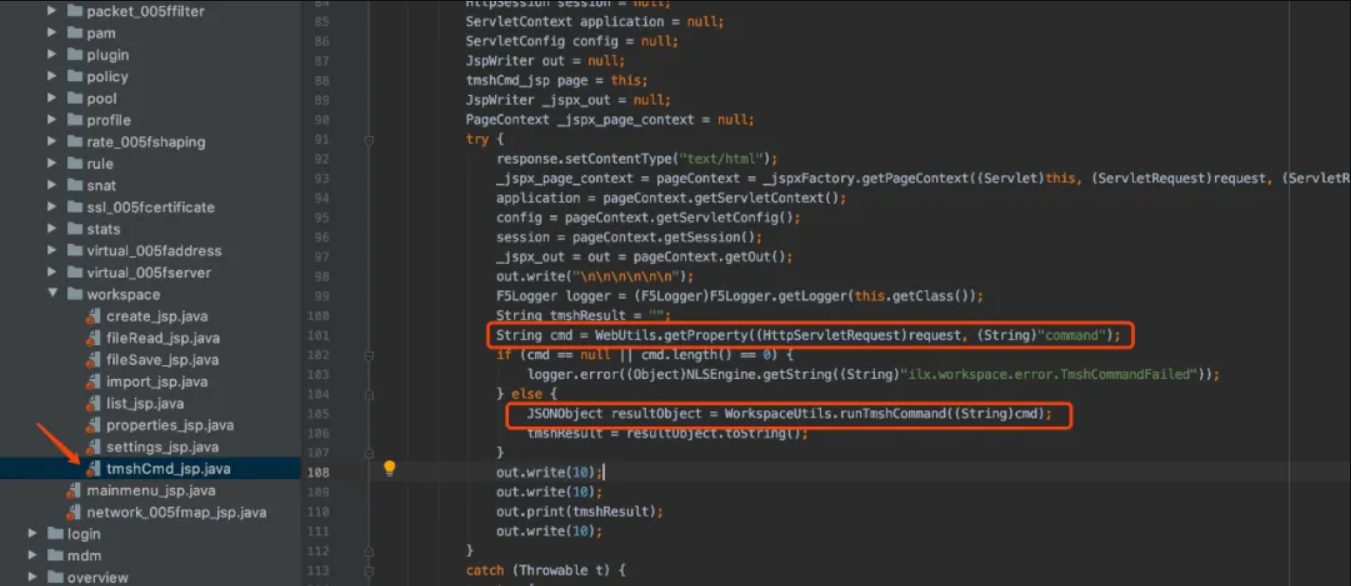 packet_005ffilter
pam
plugin
policy
pool
profile
rate_005fshaping
rule
snat
ssl_005fcertificate
stats
virtual_005faddress
virtual_005fserver
workspace
create_jsp.java
fileRead_jsp.java
fileSave_jsp.java
import_jsp.java
list_jsp.java
properties_jsp.java
settings_jsp.java
tmshCmd_jsp.java
mainmenu_jsp.java
network_005fmap_jsp.java
login
mdm
overview
84 HttpSession session = null;
85 ServletContext application = null;
86 ServletConfig config = null;
87 JspWriter out = null;
88 tmshCmd_jsp page = this;
89 JspWriter _jspx_out = null;
90 PageContext _jspx_page_context = null;
91 try {
92 response.setContentType("text/html");
93 _jspx_page_context = pageContext = _jspxFactory.getPageContext((Servlet)this, (ServletRequest)request, (ServletR
94 application = pageContext.getServletContext();
95 config = pageContext.getServletConfig();
96 session = pageContext.getSession();
97 _jspx_out = out = pageContext.getOut();
98 out.write("\n\n\n\n\n\n");
99 F5Logger logger = (F5Logger)F5Logger.getLogger(this.getClass());
100 String tmshResult = "";
101 String cmd = WebUtils.getProperty((HttpServletRequest)request, (String)"command");
102 if (cmd == null || cmd.length() == 0) {
103 logger.error((Object)NLSEngine.getString((String)"ilx.workspace.error.TmshCommandFailed"));
104 } else {
105 JSONObject resultObject = WorkspaceUtils.runTmshCommand((String)cmd);
106 tmshResult = resultObject.toString();
107 }
108 out.write(10);
109 out.write(10);
110 out.print(tmshResult);
111 out.write(10);
112 }
113 catch (Throwable t) {